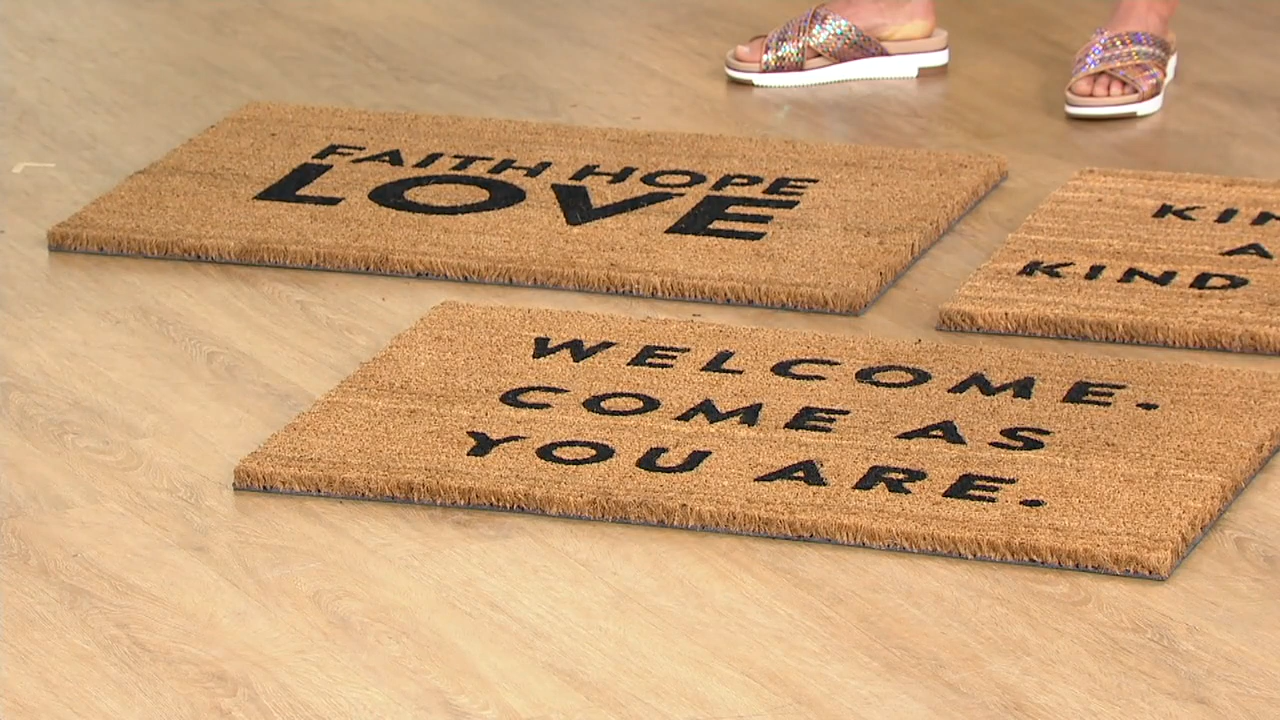 FAITH HOPE
LOVE
WELCOME.
COME AS
YOU ARE.
A
KIND